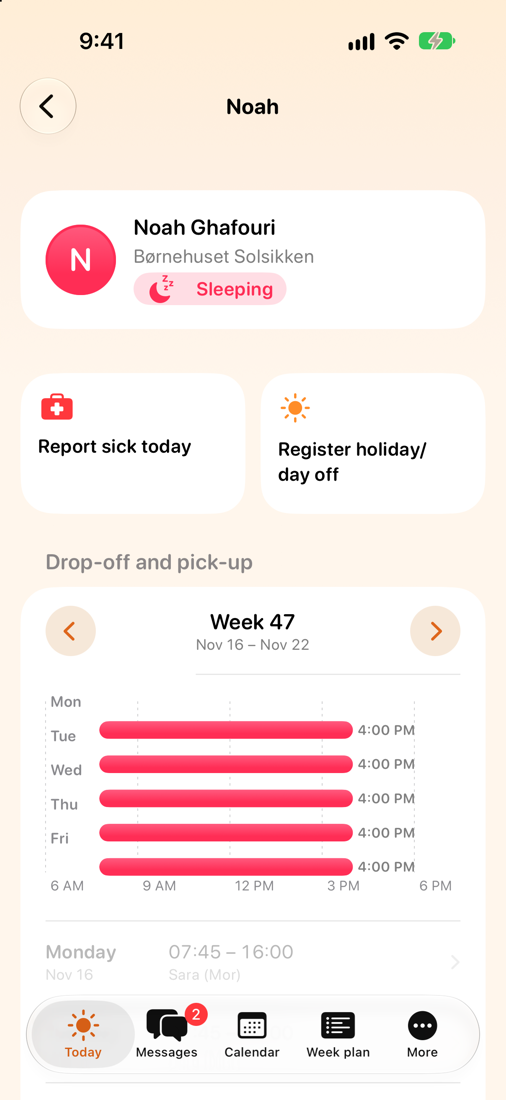 9:41
Noah
N
Noah Ghafouri
Børnehuset Solsikken
Sleeping
Report sick today
Register holiday/
day off
Drop-off and pick-up
Week 47
Nov 16 – Nov 22
Mon
4:00 PM
Tue
4:00 PM
Wed
4:00 PM
Thu
4:00 PM
Fri
4:00 PM
6 AM 9 AM 12 PM 3 PM 6 PM
Monday 07:45 – 16:00
Nov 16 Sara (Mor)
2
Today Messages Calendar Week plan More